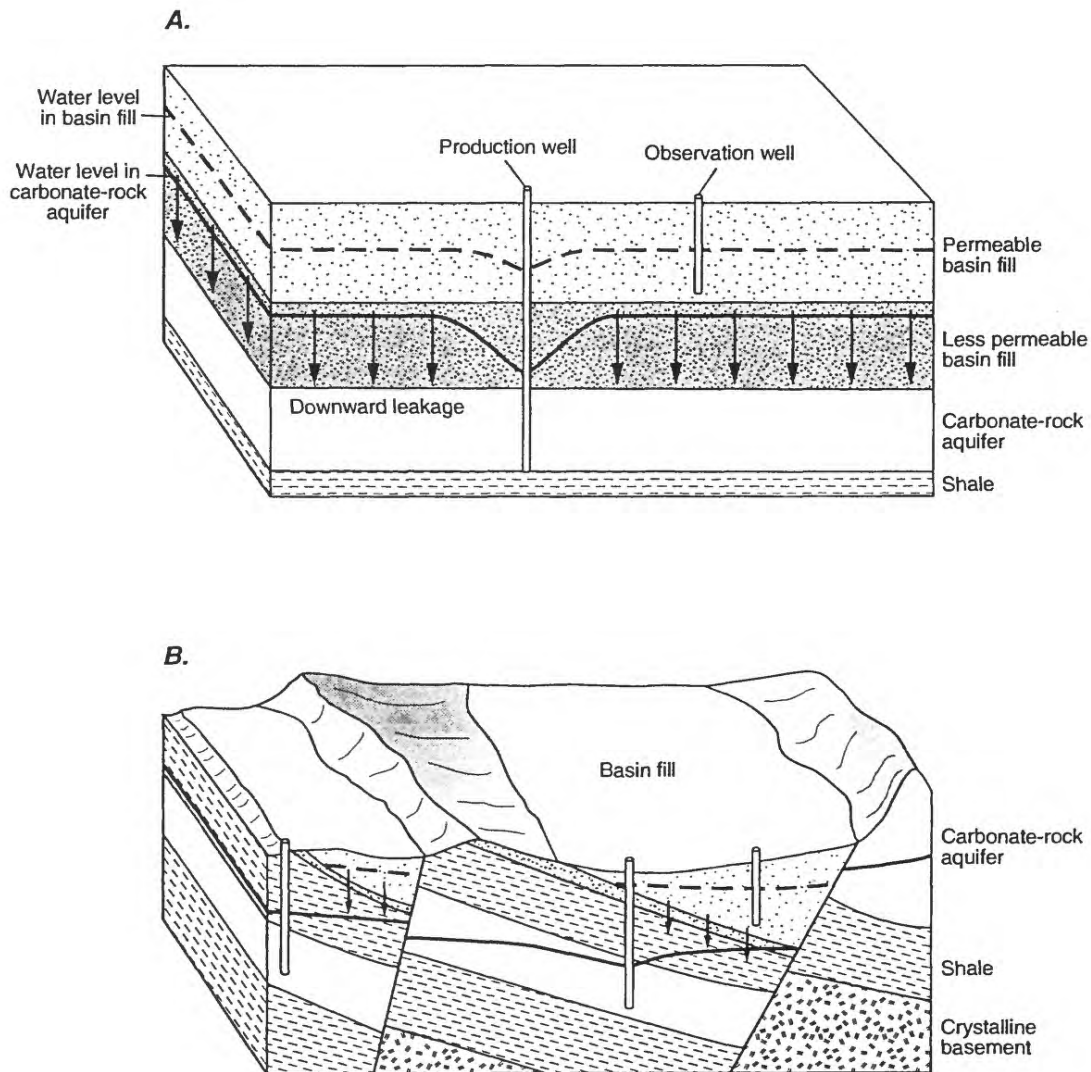 A.
Water level
in basin fill
Water level in
carbonate-rock
aquifer
Production well
Observation well
Permeable
basin fill
Less permeable
basin fill
Downward leakage
Carbonate-rock
aquifer
Shale
B.
Basin fill
Carbonate-rock
aquifer
Shale
Crystalline
basement